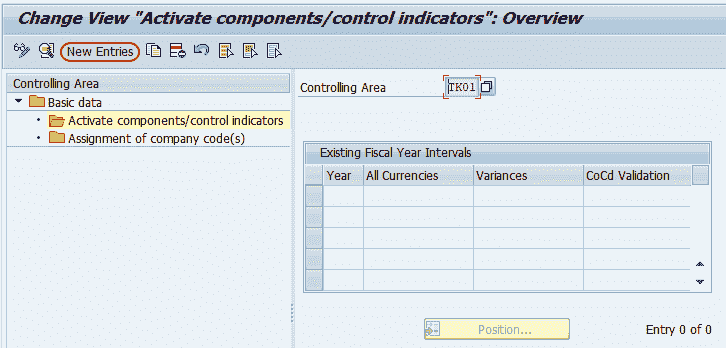 Change View "Activate components/control indicators": Overview
New Entries
Controlling Area
Basic data
Activate components/control indicators
Assignment of company code(s)
Controlling Area TK01
Existing Fiscal Year Intervals
Year All Currencies Variances CoCd Validation
Position... Entry 0 of 0